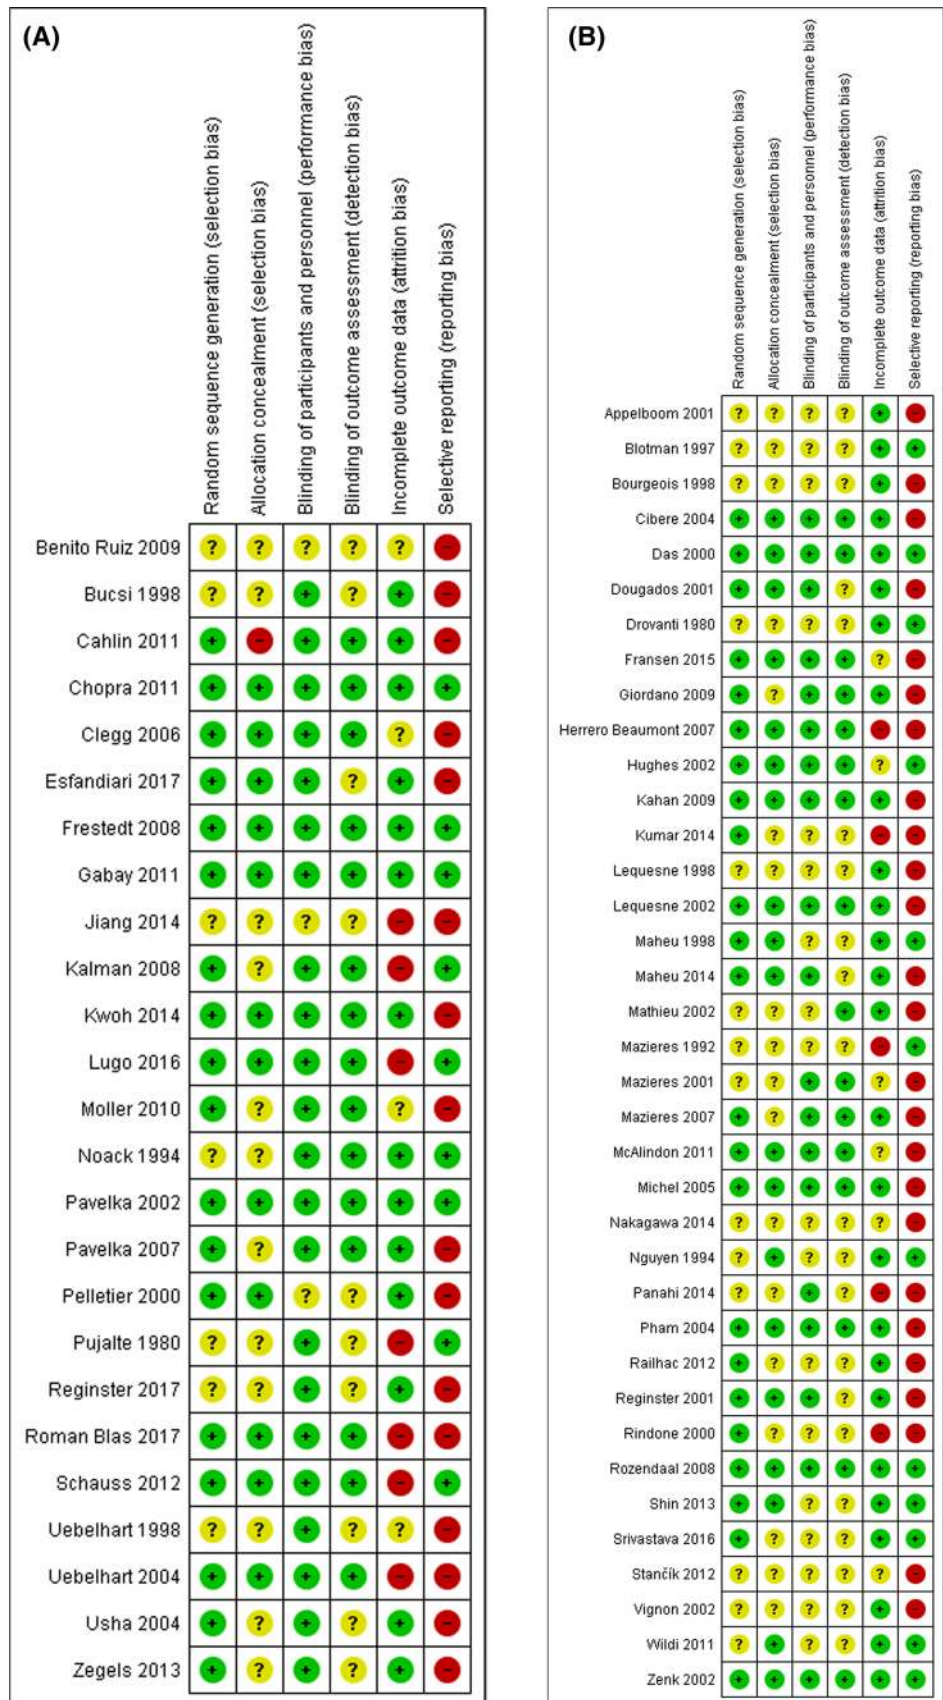 (A)
Random sequence generation (selection bias)
Allocation concealment (selection bias)
Blinding of participants and personnel (performance bias)
Blinding of outcome assessment (detection bias)
Incomplete outcome data (attrition bias)
Selective reporting (reporting bias)
Benito Ruiz 2009 ? ? ? ? ? -
Bucsi 1998 ? ? + ? + -
Cahlin 2011 + - + + + -
Chopra 2011 + + + + + +
Clegg 2006 + + + + ? -
Esfandiari 2017 + + + ? + -
Frestedt 2008 + + + + + +
Gabay 2011 + + + + + +
Jiang 2014 ? ? ? ? - -
Kalman 2008 + ? + + - +
Kwoh 2014 + + + + + -
Lugo 2016 + + + + - +
Moller 2010 + ? + + ? -
Noack 1994 ? ? + + + +
Pavelka 2002 + + + + + +
Pavelka 2007 + ? + + + -
Pelletier 2000 + + ? ? + -
Pujalte 1980 ? ? + ? - +
Reginster 2017 ? ? + ? + -
Roman Blas 2017 + + + + - -
Schauss 2012 + + + + - +
Uebelhart 1998 ? ? + ? ? -
Uebelhart 2004 + + + + - -
Usha 2004 + ? + ? + -
Zegels 2013 + ? + ? + -
(B)
Random sequence generation (selection bias)
Allocation concealment (selection bias)
Blinding of participants and personnel (performance bias)
Blinding of outcome assessment (detection bias)
Incomplete outcome data (attrition bias)
Selective reporting (reporting bias)
Appelboom 2001 ? ? ? ? + -
Blotman 1997 ? ? ? ? + +
Bourgeois 1998 ? ? ? ? + -
Cibere 2004 + + + + + -
Das 2000 + + + + + +
Dougados 2001 + + + ? + -
Drovanti 1980 ? ? ? ? + +
Fransen 2015 + + + + ? -
Giordano 2009 + ? + + + -
Herrero Beaumont 2007 + + + + - -
Hughes 2002 + + + + ? +
Kahan 2009 + + + + + -
Kumar 2014 + ? ? ? - -
Lequesne 1998 ? ? ? ? + -
Lequesne 2002 + + + + + -
Maheu 1998 + + ? ? + +
Maheu 2014 + + + ? + -
Mathieu 2002 ? ? ? + + -
Mazieres 1992 ? ? ? ? - +
Mazieres 2001 ? ? + + ? -
Mazieres 2007 + ? + + + -
McAlindon 2011 + + + + ? -
Michel 2005 + + + + + -
Nakagawa 2014 ? ? ? ? ? -
Nguyen 1994 ? + ? ? + +
Panahi 2014 ? ? + ? - -
Pham 2004 + + + + + -
Railhac 2012 + ? ? ? + -
Reginster 2001 + + + ? + -
Rindone 2000 + ? ? ? - -
Rozendaal 2008 + + + + + +
Shin 2013 + + ? ? + +
Srivastava 2016 + ? ? ? + +
Stančík 2012 ? ? ? ? ? -
Vignon 2002 ? ? ? ? + -
Wildi 2011 ? + ? ? + +
Zenk 2002 + + + + + +